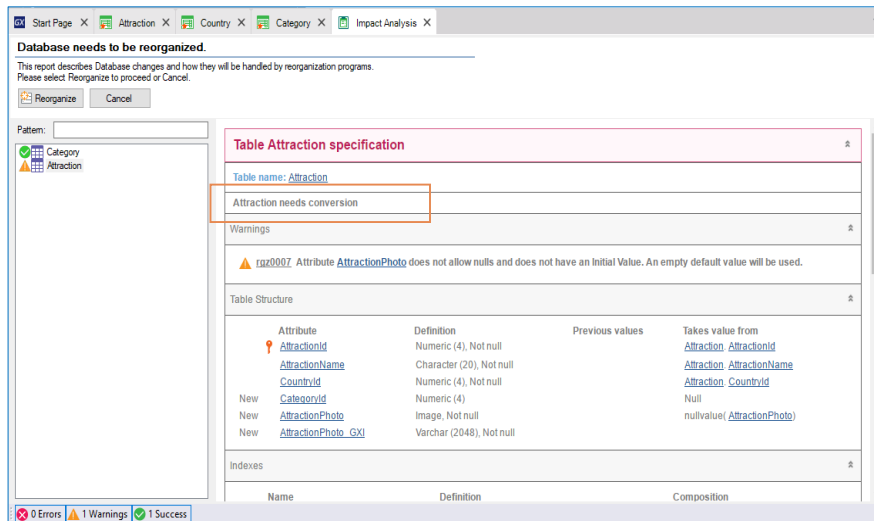 GX Start Page X Attraction X Country X Category X Impact Analysis X
Database needs to be reorganized.
This report describes Database changes and how they will be handled by reorganization programs.
Please select Reorganize to proceed or Cancel.
Reorganize Cancel
Pattern:
Category
Attraction
Table Attraction specification
Table name: Attraction
Attraction needs conversion
Warnings
rgz0007 Attribute AttractionPhoto does not allow nulls and does not have an Initial Value. An empty default value will be used.
Table Structure
Attribute Definition Previous values Takes value from
AttractionId Numeric (4), Not null Attraction. AttractionId
AttractionName Character (20), Not null Attraction. AttractionName
CountryId Numeric (4), Not null Attraction. CountryId
New CategoryId Numeric (4) Null
New AttractionPhoto Image, Not null nullvalue( AttractionPhoto)
New AttractionPhoto_GXI Varchar (2048), Not null
Indexes
Name Definition Composition
0 Errors 1 Warnings 1 Success